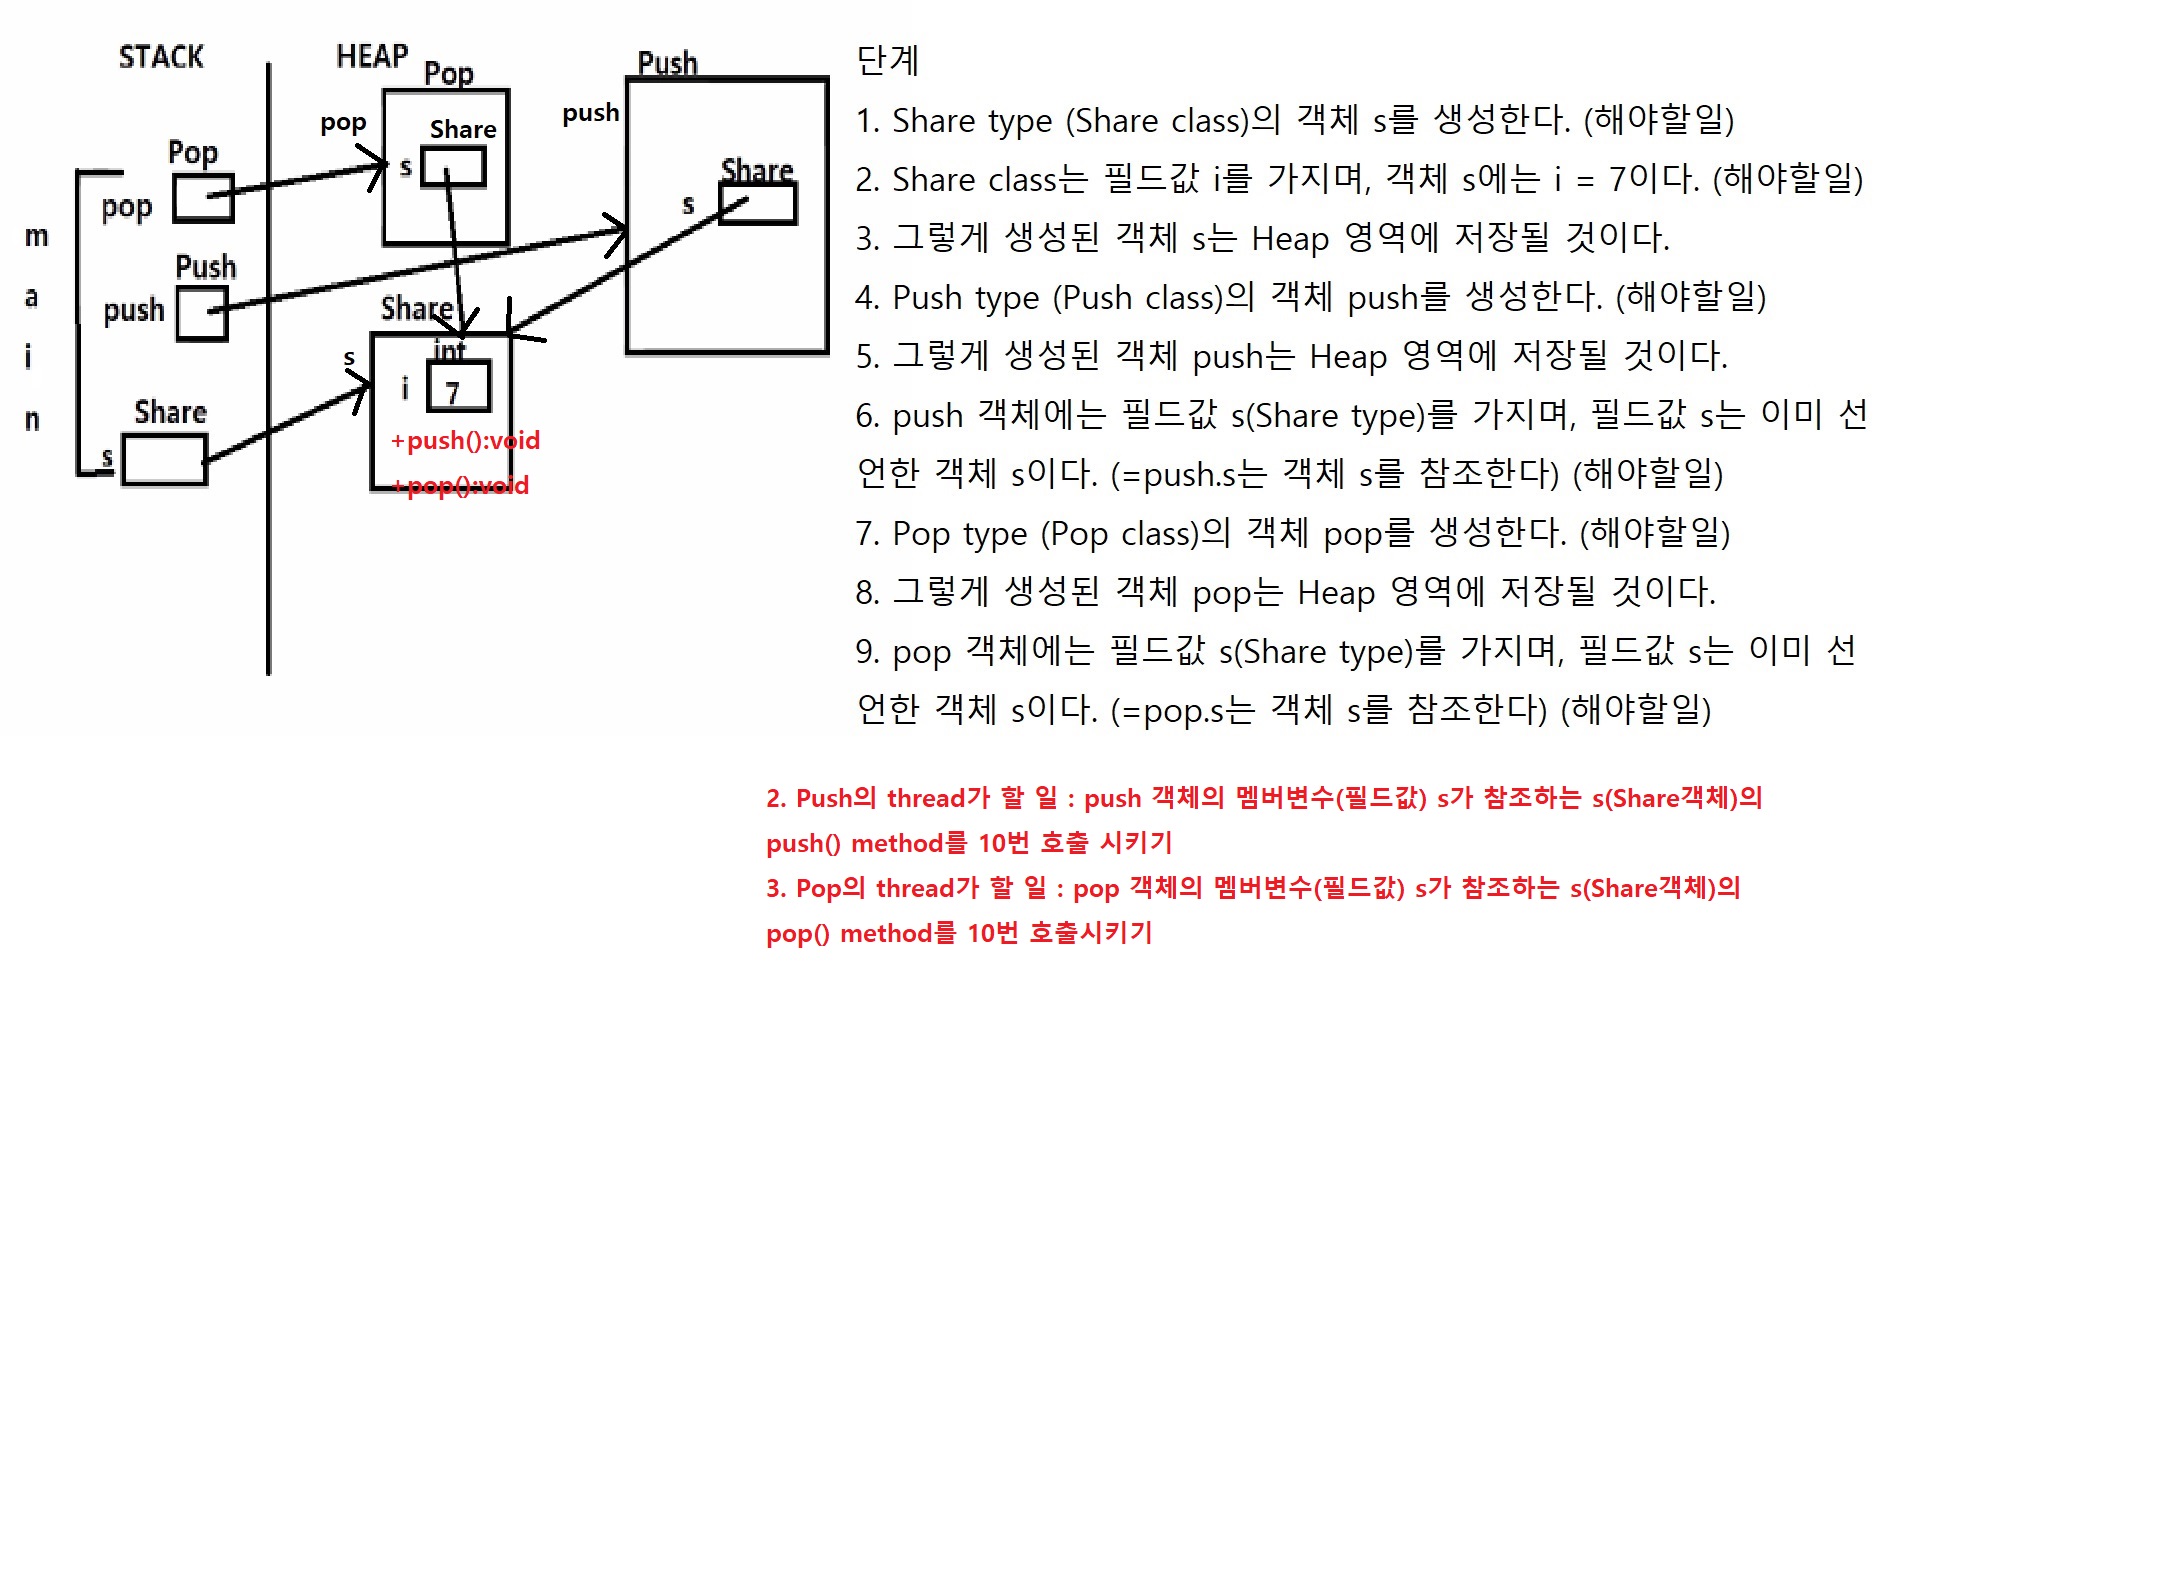 STACK
HEAP
Pop
Push
pop
Share
push
s
Pop
pop
Share
s
m
a
i
n
Push
push
Share
int
s
i
7
Share
s
+push():void
+pop():void
단계
1. Share type (Share class)의 객체 s를 생성한다. (해야할일)
2. Share class는 필드값 i를 가지며, 객체 s에는 i = 7이다. (해야할일)
3. 그렇게 생성된 객체 s는 Heap 영역에 저장될 것이다.
4. Push type (Push class)의 객체 push를 생성한다. (해야할일)
5. 그렇게 생성된 객체 push는 Heap 영역에 저장될 것이다.
6. push 객체에는 필드값 s(Share type)를 가지며, 필드값 s는 이미 선
언한 객체 s이다. (=push.s는 객체 s를 참조한다) (해야할일)
7. Pop type (Pop class)의 객체 pop를 생성한다. (해야할일)
8. 그렇게 생성된 객체 pop는 Heap 영역에 저장될 것이다.
9. pop 객체에는 필드값 s(Share type)를 가지며, 필드값 s는 이미 선
언한 객체 s이다. (=pop.s는 객체 s를 참조한다) (해야할일)
2. Push의 thread가 할 일 : push 객체의 멤버변수(필드값) s가 참조하는 s(Share객체)의
push() method를 10번 호출 시키기
3. Pop의 thread가 할 일 : pop 객체의 멤버변수(필드값) s가 참조하는 s(Share객체)의
pop() method를 10번 호출시키기